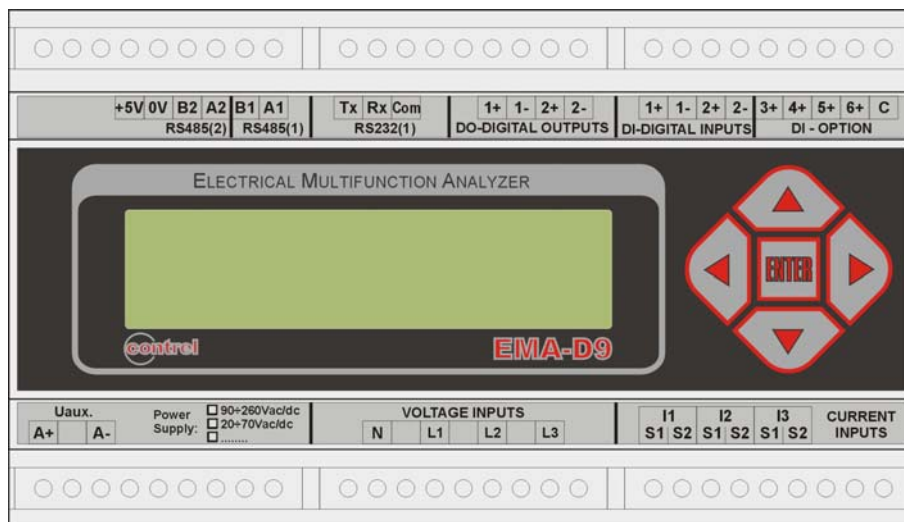 +5V 0V B2 A2 B1 A1 Tx Rx Com 1+ 1- 2+ 2- 1+ 1- 2+ 2- 3+ 4+ 5+ 6+ C
RS485(2) RS485(1) RS232(1) DO-DIGITAL OUTPUTS DI-DIGITAL INPUTS DI - OPTION
ELECTRICAL MULTIFUNCTION ANALYZER
ENTER
contrel EMA-D9
Uaux. Power Supply: 90÷260Vac/dc
20÷70Vac/dc
........
A+ A-
VOLTAGE INPUTS
N L1 L2 L3
I1 I2 I3 CURRENT INPUTS
S1 S2 S1 S2 S1 S2